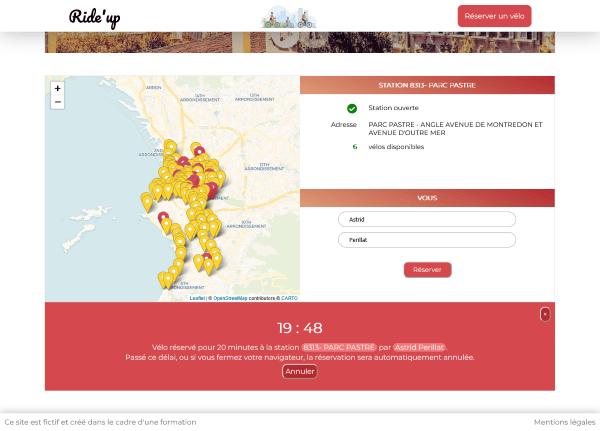 Ride'up
Réserver un vélo
+
−
14TH
ARRONDISSEMENT
13TH
ARRONDISSEMENT
2ND
ARRONDISSEMENT
12TH
ARRONDISSEMENT
11TH
ARRONDISSEMENT
8TH
ARRONDISSEMENT
Leaflet | © OpenStreetMap contributors © CARTO
STATION 8313- PARC PASTRE
Station ouverte
Adresse PARC PASTRE - ANGLE AVENUE DE MONTREDON ET
AVENUE D'OUTRE MER
6 vélos disponibles
VOUS
Astrid
Perillat
Réserver
19 : 48
Vélo réservé pour 20 minutes à la station 8313- PARC PASTRE par Astrid Perillat.
Passé ce délai, ou si vous fermez votre navigateur, la réservation sera automatiquement annulée.
Annuler
Ce site est fictif et créé dans le cadre d'une formation
Mentions légales